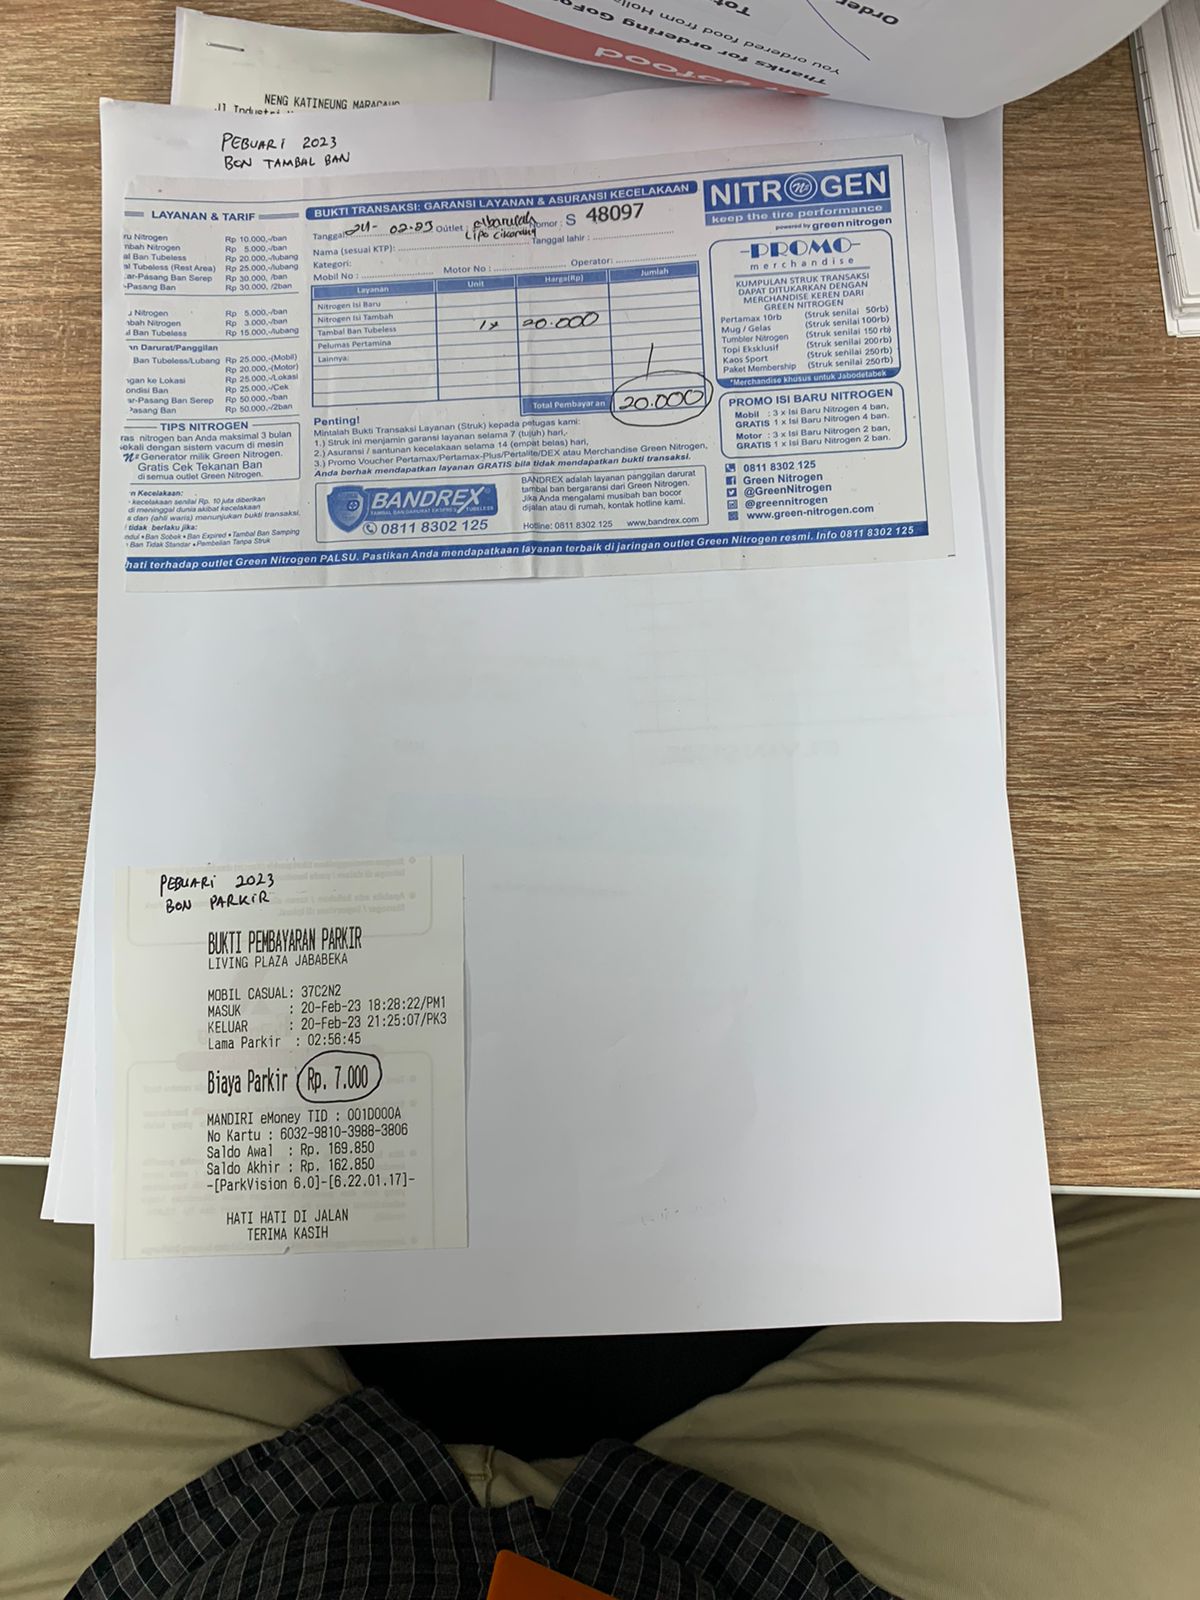 Order
Tot
You ordered food from Holla
Thanks for ordering GoFoo
gofood
NENG KATINEUNG MARACAUG
Jl Industri
PEBUARI 2023
BON TAMBAL BAN
LAYANAN & TARIF
ru Nitrogen Rp 10.000,-/ban
mbah Nitrogen Rp 5.000,-/ban
al Ban Tubeless Rp 20.000,-/lubang
al Tubeless (Rest Area) Rp 25.000,-/lubang
ar-Pasang Ban Serep Rp 30.000, /ban
-Pasang Ban Rp 30.000, /2ban
J Nitrogen Rp 5.000,-/ban
nbah Nitrogen Rp 3.000,-/ban
al Ban Tubeless Rp 15.000,-/lubang
an Darurat/Panggilan
Ban Tubeless/Lubang Rp 25.000,-(Mobil)
Rp 20.000,-(Motor)
ngan ke Lokasi Rp 25.000,-/Lokasi
ondisi Ban Rp 25.000,-/Cek
ar-Pasang Ban Serep Rp 50.000,-/ban
Pasang Ban Rp 50.000,-/2ban
TIPS NITROGEN
ras nitrogen ban Anda maksimal 3 bulan
sekali dengan sistem vacum di mesin
Generator milik Green Nitrogen.
Gratis Cek Tekanan Ban
di semua outlet Green Nitrogen.
n Kecelakaan:
kecelakaan senilai Rp. 10 juta diberikan
di meninggal dunia akibat kecelakaan
s dan (ahli waris) menunjukan bukti transaksi.
tidak berlaku jika:
ndul • Ban Sobek • Ban Expired • Tambal Ban Samping
Ban Tidak Standar • Pembelian Tanpa Struk
BUKTI TRANSAKSI: GARANSI LAYANAN & ASURANSI KECELAKAAN
Tanggal 24-02-23 Outlet : Lipo cikarang Nomor : S 48097
Nama (sesuai KTP): Tanggal lahir :
Kategori:
Mobil No : Motor No : Operator:
Layanan Unit Harga(Rp) Jumlah
Nitrogen Isi Baru
Nitrogen Isi Tambah
Tambal Ban Tubeless 1x 20.000
Pelumas Pertamina
Lainnya:
Total Pembayaran 20.000
Penting!
Mintalah Bukti Transaksi Layanan (Struk) kepada petugas kami:
1.) Struk ini menjamin garansi layanan selama 7 (tujuh) hari,-
2.) Asuransi / santunan kecelakaan selama 14 (empat belas) hari,
3.) Promo Voucher Pertamax/Pertamax-Plus/Pertalite/DEX atau Merchandise Green Nitrogen,
Anda berhak mendapatkan layanan GRATIS bila tidak mendapatkan bukti transaksi.
BANDREX
TAMBAL BAN DARURAT EKSPRES TUBELESS
0811 8302 125
BANDREX adalah layanan panggilan darurat
tambal ban bergaransi dari Green Nitrogen.
Jika Anda mengalami musibah ban bocor
dijalan atau di rumah, kontak hotline kami.
Hotline: 0811 8302 125 www.bandrex.com
NITROGEN
keep the tire performance
powered by greennitrogen
PROMO
merchandise
KUMPULAN STRUK TRANSAKSI
DAPAT DITUKARKAN DENGAN
MERCHANDISE KEREN DARI
GREEN NITROGEN
Pertamax 10rb (Struk senilai 50rb)
Mug / Gelas (Struk senilai 100rb)
Tumbler Nitrogen (Struk senilai 150 rb)
Topi Eksklusif (Struk senilai 200rb)
Kaos Sport (Struk senilai 250rb)
Paket Membership (Struk senilai 250rb)
*Merchandise khusus untuk Jabodetabek
PROMO ISI BARU NITROGEN
Mobil : 3 x Isi Baru Nitrogen 4 ban,
GRATIS 1 x Isi Baru Nitrogen 4 ban.
Motor : 3 x Isi Baru Nitrogen 2 ban,
GRATIS 1 x Isi Baru Nitrogen 2 ban.
0811 8302 125
Green Nitrogen
@GreenNitrogen
@greennitrogen
www.green-nitrogen.com
hati terhadap outlet Green Nitrogen PALSU. Pastikan Anda mendapatkaan layanan terbaik di jaringan outlet Green Nitrogen resmi. Info 0811 8302 125
PEBUARI 2023
BON PARKIR
BUKTI PEMBAYARAN PARKIR
LIVING PLAZA JABABEKA
MOBIL CASUAL: 37C2N2
MASUK : 20-Feb-23 18:28:22/PM1
KELUAR : 20-Feb-23 21:25:07/PK3
Lama Parkir : 02:56:45
Biaya Parkir : Rp. 7.000
MANDIRI eMoney TID : 001D000A
No Kartu : 6032-9810-3988-3806
Saldo Awal : Rp. 169.850
Saldo Akhir : Rp. 162.850
-[ParkVision 6.0]-[6.22.01.17]-
HATI HATI DI JALAN
TERIMA KASIH